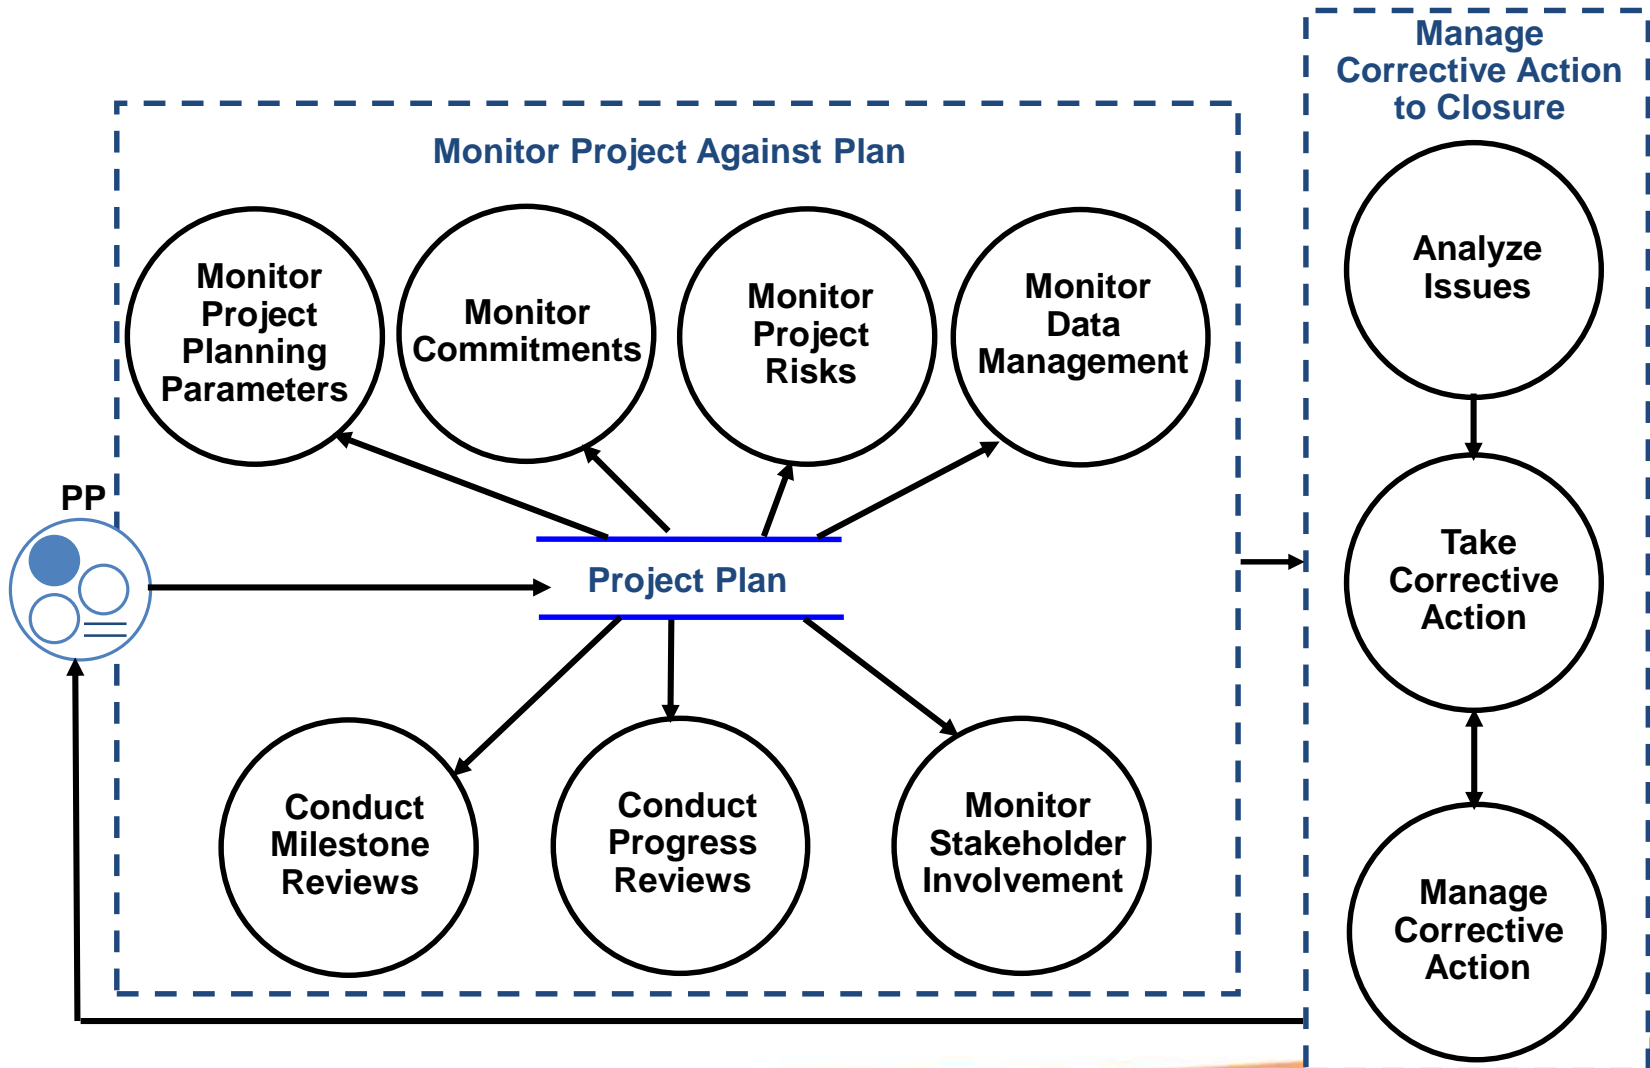 Manage
Corrective Action
to Closure
Monitor Project Against Plan
Monitor
Project
Planning
Parameters
Monitor
Commitments
Monitor
Project
Risks
Monitor
Data
Management
Analyze
Issues
PP
Project Plan
Take
Corrective
Action
Conduct
Milestone
Reviews
Conduct
Progress
Reviews
Monitor
Stakeholder
Involvement
Manage
Corrective
Action